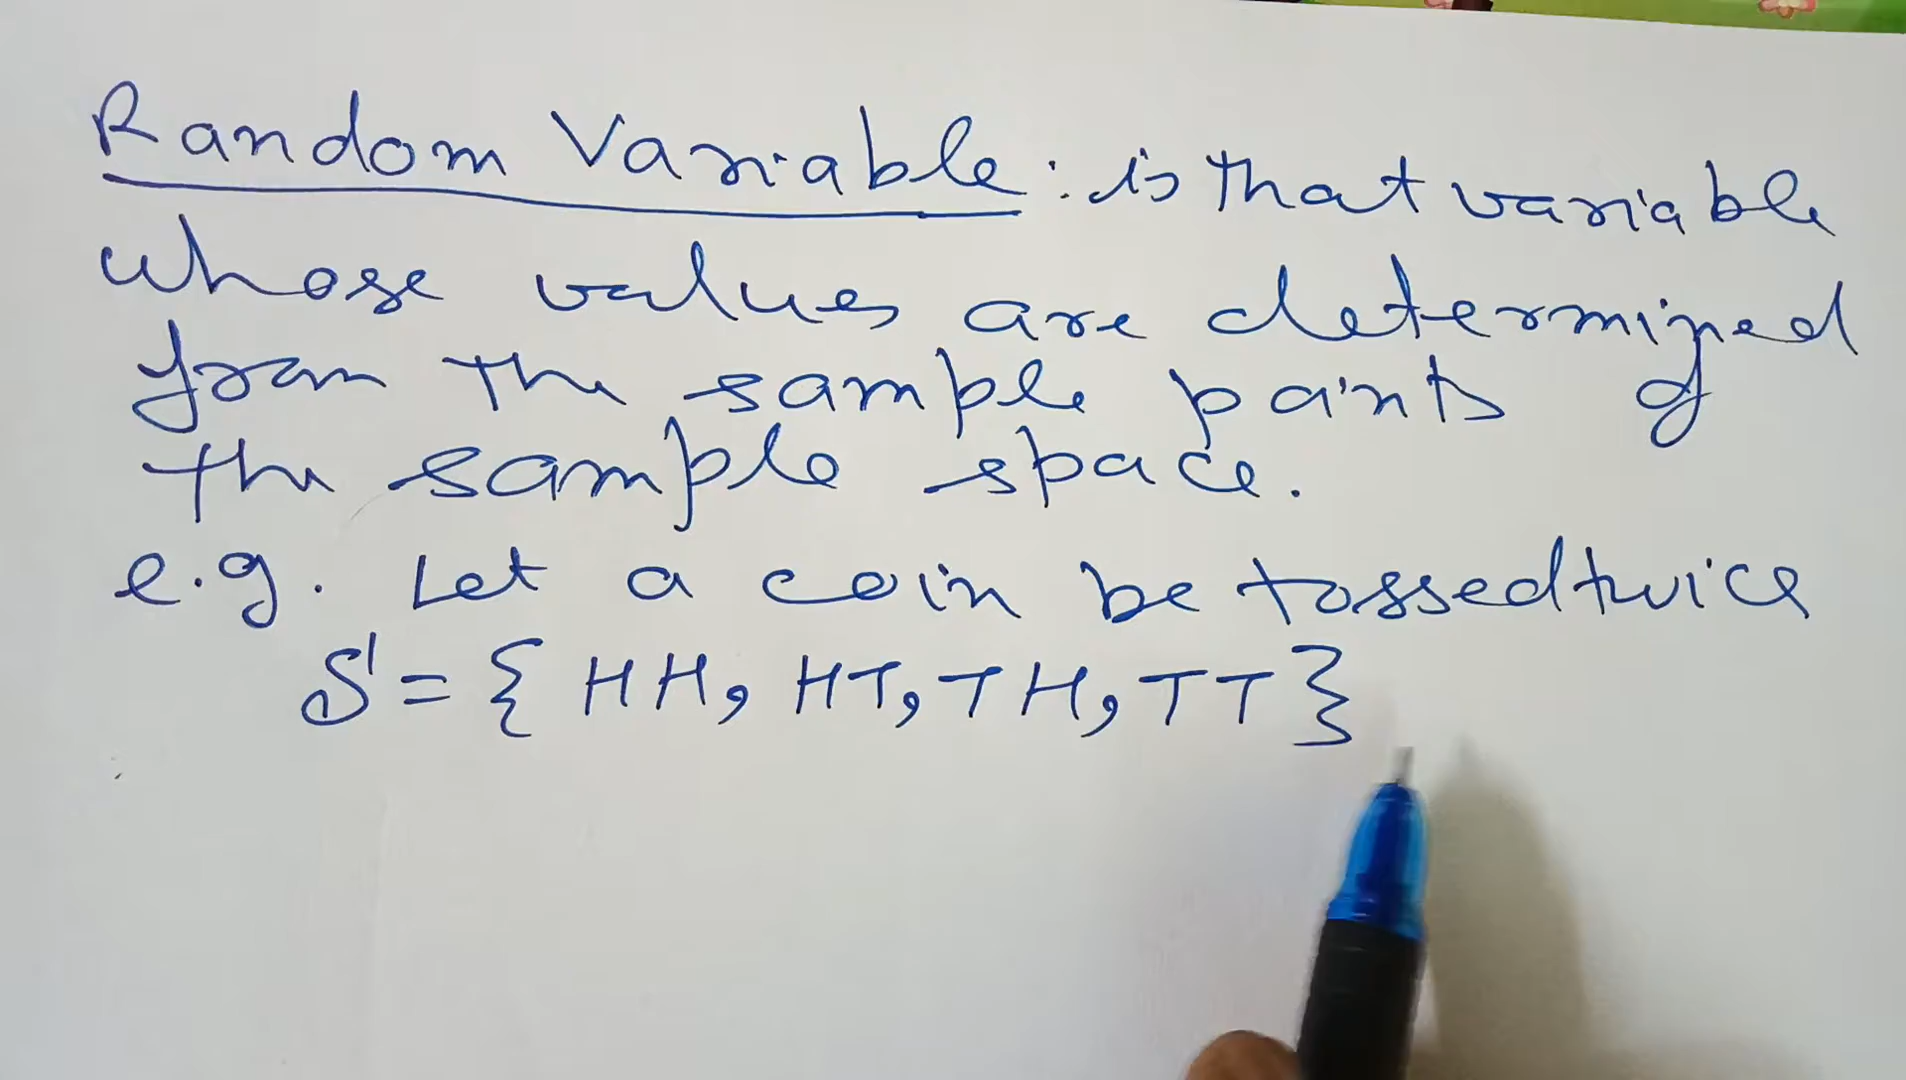 Random Variable : is that variable
whose values are determined
from the sample points of
the sample space.
e.g. Let a coin be tossed twice
S = { HH, HT, TH, TT }